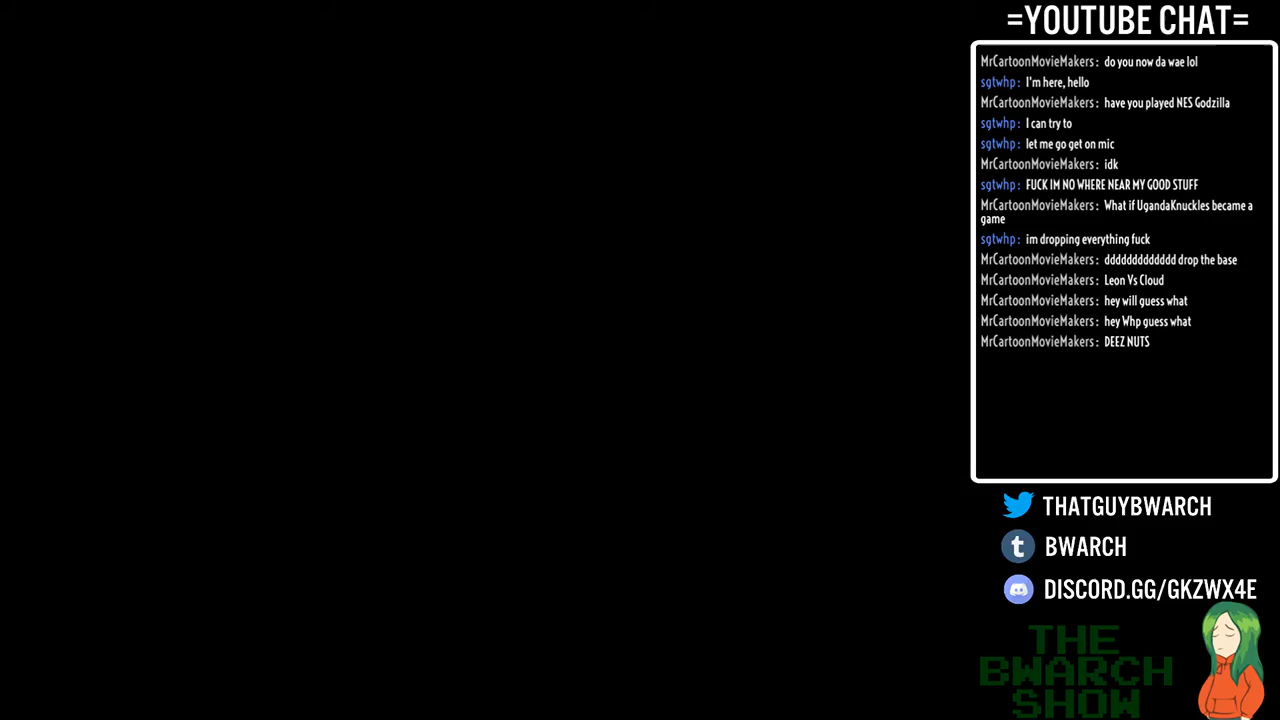 =YOUTUBE CHAT=
MrCartoonMovieMakers: do you now da wae lol
sgtwhp: I'm here, hello
MrCartoonMovieMakers: have you played NES Godzilla
sgtwhp: I can try to
sgtwhp: let me go get on mic
MrCartoonMovieMakers: idk
sgtwhp: FUCK IM NO WHERE NEAR MY GOOD STUFF
MrCartoonMovieMakers: What if UgandaKnuckles became a
game
sgtwhp: im dropping everything fuck
MrCartoonMovieMakers: ddddddddddddd drop the base
MrCartoonMovieMakers: Leon Vs Cloud
MrCartoonMovieMakers: hey will guess what
MrCartoonMovieMakers: hey Whp guess what
MrCartoonMovieMakers: DEEZ NUTS
THATGUYBWARCH
t BWARCH
DISCORD.GG/GKZWX4E
THE
BWARCH
SHOW